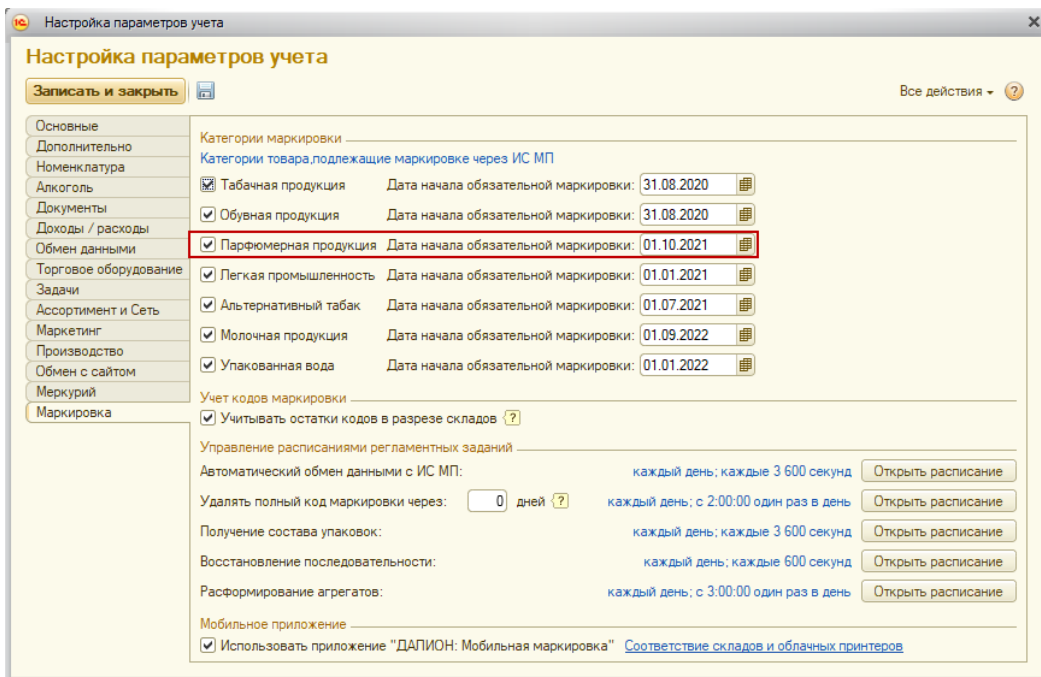 1С Настройка параметров учета
Настройка параметров учета
Записать и закрыть Все действия ?
Основные
Дополнительно
Номенклатура
Алкоголь
Документы
Доходы / расходы
Обмен данными
Торговое оборудование
Задачи
Ассортимент и Сеть
Маркетинг
Производство
Обмен с сайтом
Меркурий
Маркировка
Категории маркировки
Категории товара,подлежащие маркировке через ИС МП
Табачная продукция Дата начала обязательной маркировки: 31.08.2020
Обувная продукция Дата начала обязательной маркировки: 31.08.2020
Парфюмерная продукция Дата начала обязательной маркировки: 01.10.2021
Легкая промышленность Дата начала обязательной маркировки: 01.01.2021
Альтернативный табак Дата начала обязательной маркировки: 01.07.2021
Молочная продукция Дата начала обязательной маркировки: 01.09.2022
Упакованная вода Дата начала обязательной маркировки: 01.01.2022
Учет кодов маркировки
Учитывать остатки кодов в разрезе складов ?
Управление расписаниями регламентных заданий
Автоматический обмен данными с ИС МП: каждый день; каждые 3 600 секунд Открыть расписание
Удалять полный код маркировки через: 0 дней ? каждый день; с 2:00:00 один раз в день Открыть расписание
Получение состава упаковок: каждый день; каждые 3 600 секунд Открыть расписание
Восстановление последовательности: каждый день; каждые 600 секунд Открыть расписание
Расформирование агрегатов: каждый день; с 3:00:00 один раз в день Открыть расписание
Мобильное приложение
Использовать приложение "ДАЛИОН: Мобильная маркировка" Соответствие складов и облачных принтеров